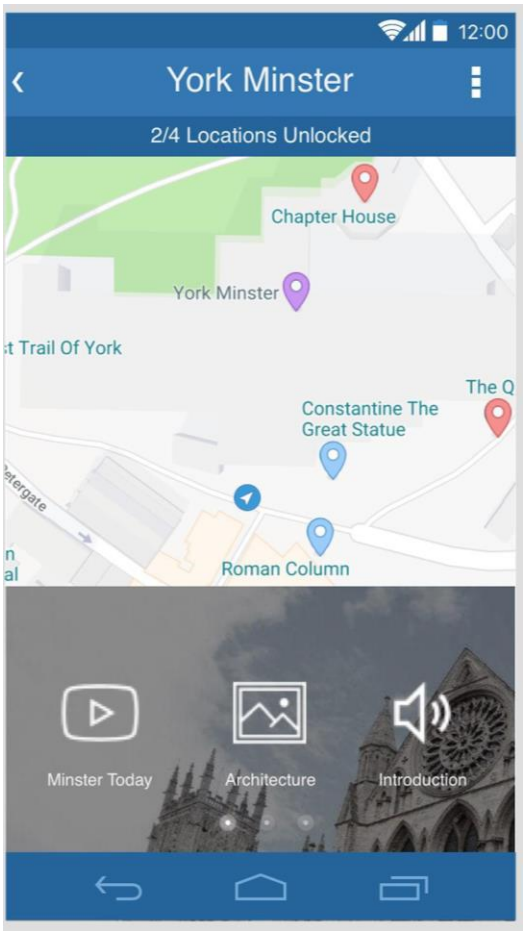 12:00
York Minster
2/4 Locations Unlocked
Chapter House
York Minster
st Trail Of York
The Q
Constantine The
Great Statue
Petergate
n
al
Roman Column
Minster Today
Architecture
Introduction